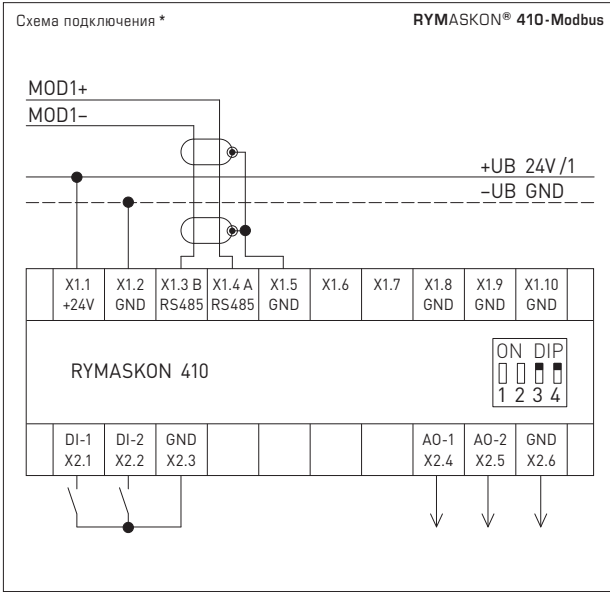 Схема подключения *
RYMASKON® 410-Modbus
MOD1+
MOD1–
+UB 24V/1
–UB GND
X1.1 X1.2 X1.3 B X1.4 A X1.5 X1.6 X1.7 X1.8 X1.9 X1.10
+24V GND RS485 RS485 GND GND GND GND
RYMASKON 410
ON DIP
1 2 3 4
DI-1 DI-2 GND AO-1 AO-2 GND
X2.1 X2.2 X2.3 X2.4 X2.5 X2.6